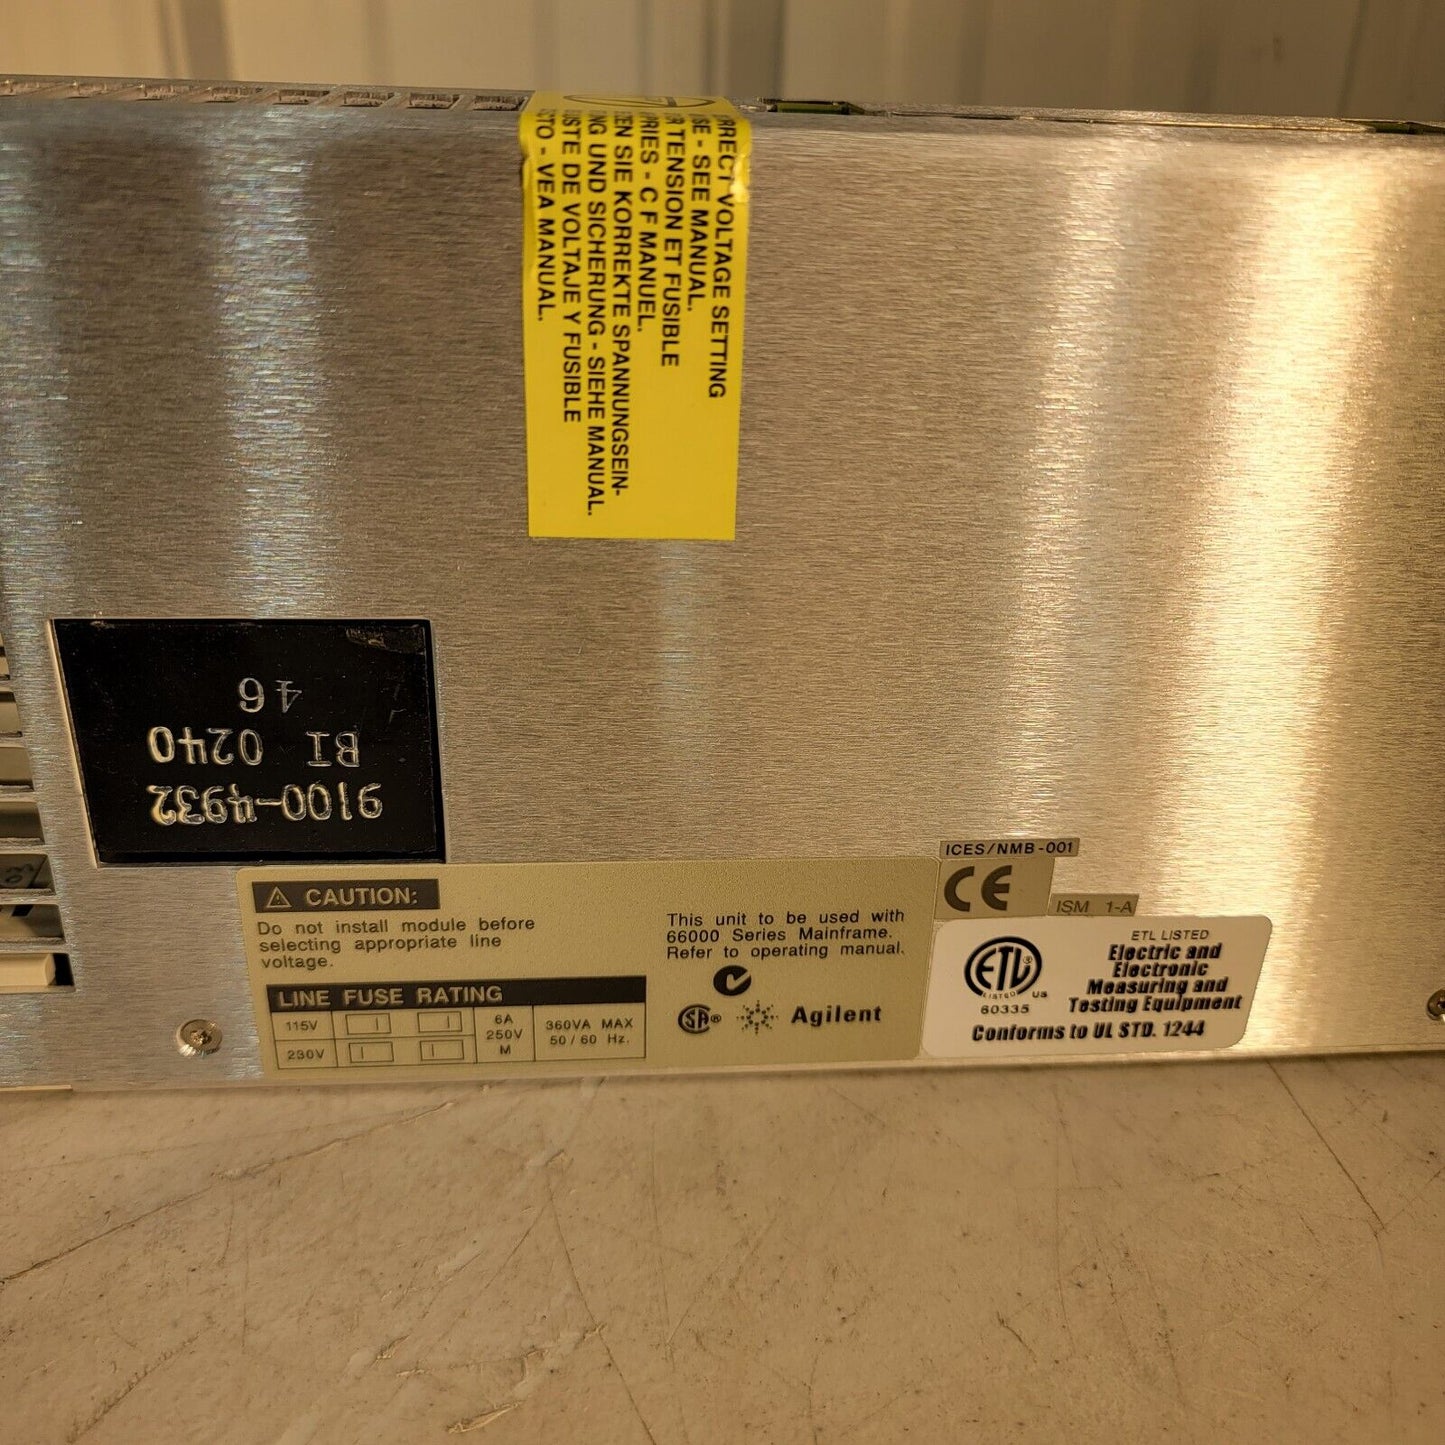 RRECT VOLTAGE SETTING
SE - SEE MANUAL.
R TENSION ET FUSIBLE
RIES - C F MANUEL.
EN SIE KORREKTE SPANNUNGSEIN-
NG UND SICHERUNG - SIEHE MANUAL.
USTE DE VOLTAJE Y FUSIBLE
CTO - VEA MANUAL.
9100-4932
BI 0240
46
CAUTION:
Do not install module before
selecting appropriate line
voltage.
LINE FUSE RATING
115V
230V
6A
250V
M
360VA MAX
50 / 60 Hz.
This unit to be used with
66000 Series Mainframe.
Refer to operating manual.
Agilent
ICES/NMB-001
CE
ISM 1-A
ETL LISTED
Electric and
Electronic
Measuring and
Testing Equipment
Conforms to UL STD. 1244
ETL
LISTED
US
60335